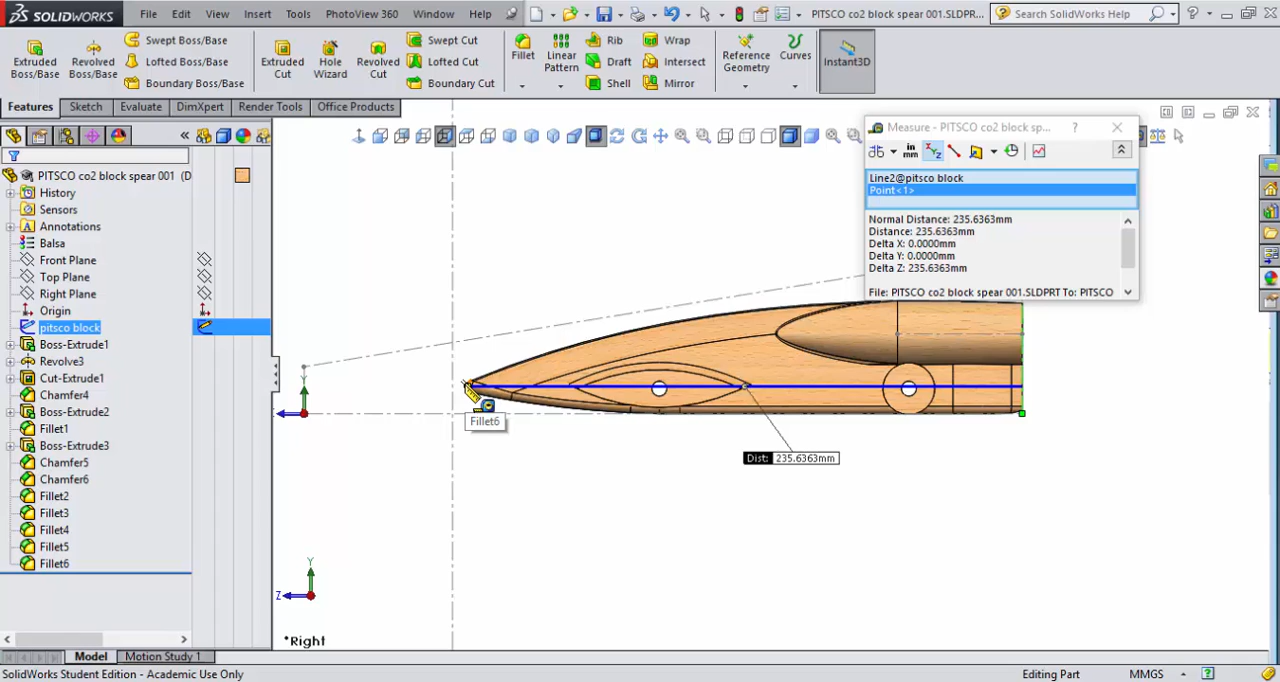 SOLIDWORKS File Edit View Insert Tools PhotoView 360 Window Help PITSCO co2 block spear 001.SLDPR... Search SolidWorks Help
Extruded Boss/Base
Revolved Boss/Base
Swept Boss/Base
Lofted Boss/Base
Boundary Boss/Base
Extruded Cut
Hole Wizard
Revolved Cut
Swept Cut
Lofted Cut
Boundary Cut
Fillet
Linear Pattern
Rib
Draft
Shell
Wrap
Intersect
Mirror
Reference Geometry
Curves
Instant3D
Features Sketch Evaluate DimXpert Render Tools Office Products
PITSCO co2 block spear 001 (D
History
Sensors
Annotations
Balsa
Front Plane
Top Plane
Right Plane
Origin
pitsco block
Boss-Extrude1
Revolve3
Cut-Extrude1
Chamfer4
Boss-Extrude2
Fillet1
Boss-Extrude3
Chamfer5
Chamfer6
Fillet2
Fillet3
Fillet4
Fillet5
Fillet6
Measure - PITSCO co2 block sp... ?
in
mm
Line2@pitsco block
Point<1>
Normal Distance: 235.6363mm
Distance: 235.6363mm
Delta X: 0.0000mm
Delta Y: 0.0000mm
Delta Z: 235.6363mm
File: PITSCO co2 block spear 001.SLDPRT To: PITSCO
Y
Fillet6
Dist: 235.6363mm
Y
Z
*Right
Model Motion Study 1
SolidWorks Student Edition - Academic Use Only Editing Part MMGS ?